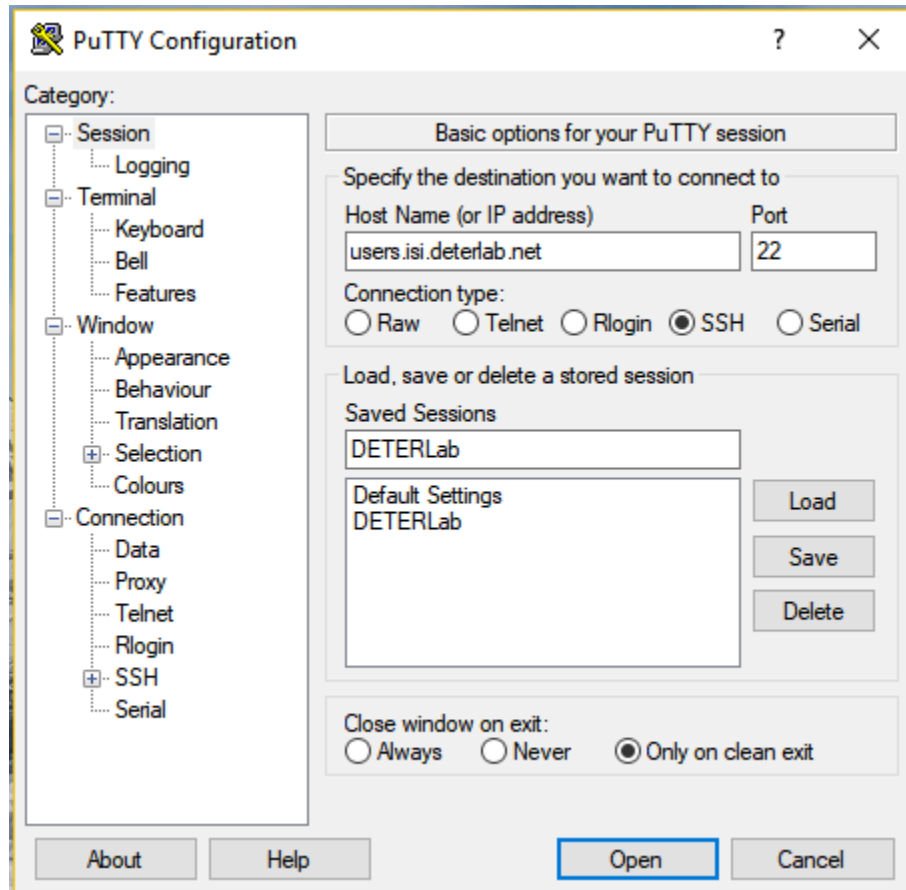 PuTTY Configuration
?
Category:
Session
Logging
Terminal
Keyboard
Bell
Features
Window
Appearance
Behaviour
Translation
Selection
Colours
Connection
Data
Proxy
Telnet
Rlogin
SSH
Serial
Basic options for your PuTTY session
Specify the destination you want to connect to
Host Name (or IP address) Port
users.isi.deterlab.net 22
Connection type:
Raw Telnet Rlogin SSH Serial
Load, save or delete a stored session
Saved Sessions
DETERLab
Default Settings
DETERLab
Load
Save
Delete
Close window on exit:
Always Never Only on clean exit
About Help Open Cancel